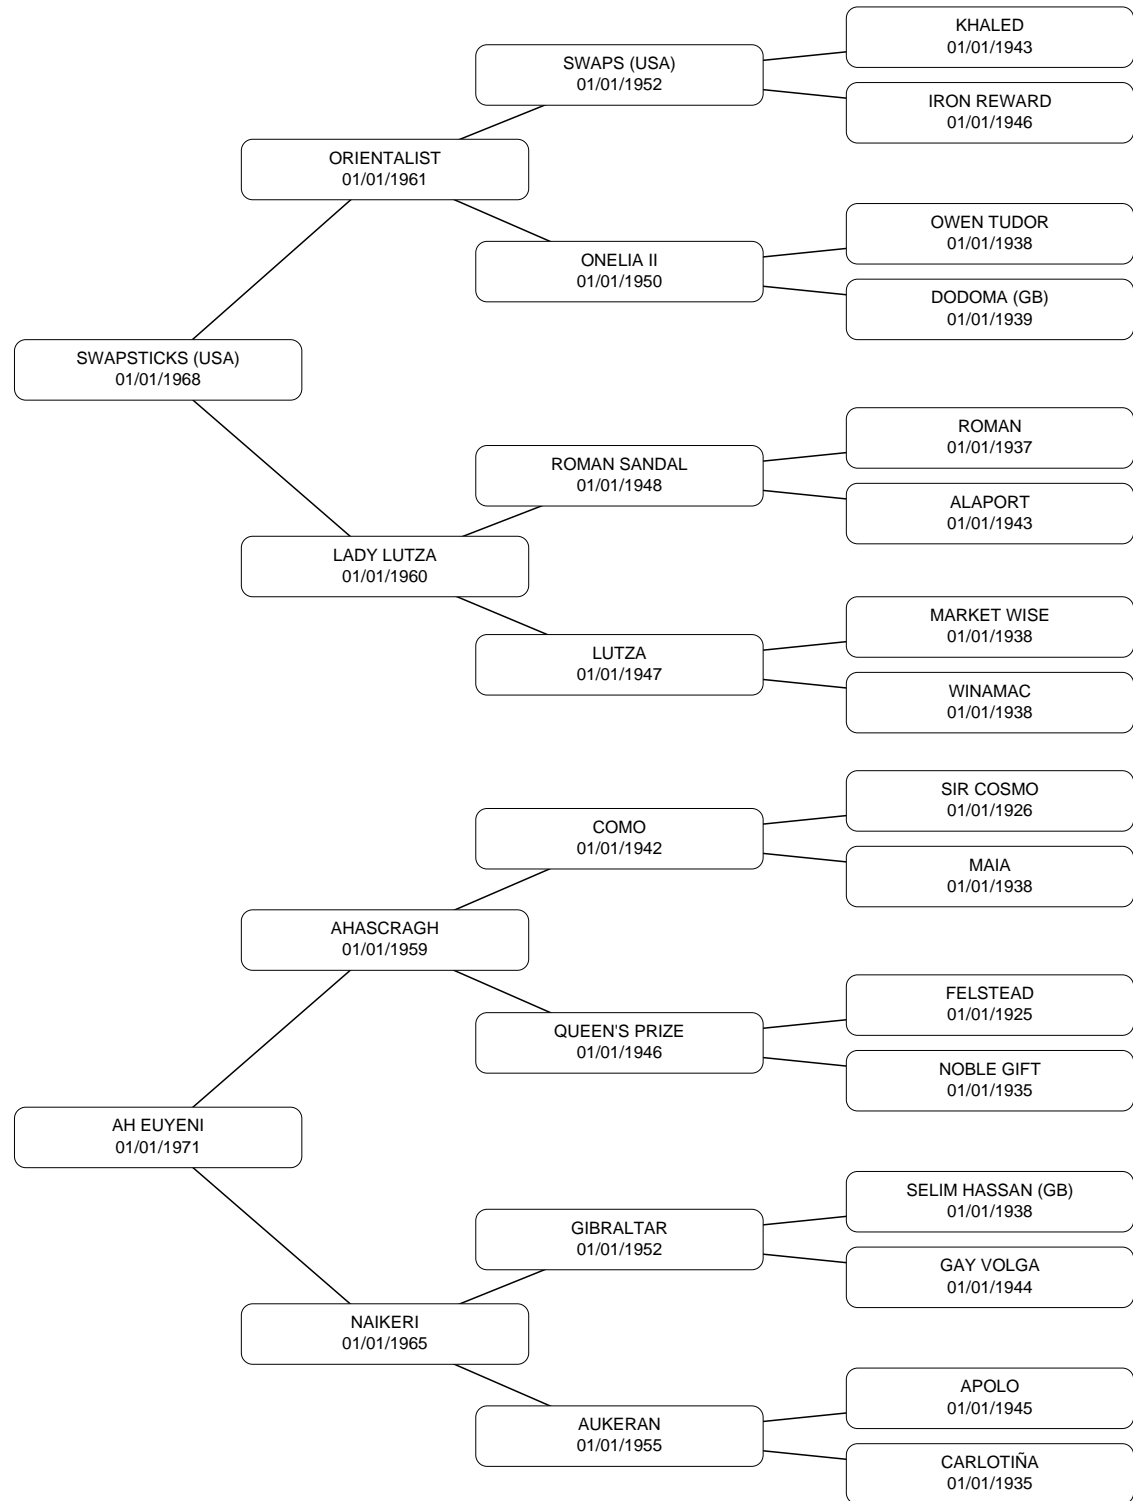 KHALED
01/01/1943
SWAPS (USA)
01/01/1952
IRON REWARD
01/01/1946
ORIENTALIST
01/01/1961
OWEN TUDOR
01/01/1938
ONELIA II
01/01/1950
DODOMA (GB)
01/01/1939
SWAPSTICKS (USA)
01/01/1968
ROMAN
01/01/1937
ROMAN SANDAL
01/01/1948
ALAPORT
01/01/1943
LADY LUTZA
01/01/1960
MARKET WISE
01/01/1938
LUTZA
01/01/1947
WINAMAC
01/01/1938
SIR COSMO
01/01/1926
COMO
01/01/1942
MAIA
01/01/1938
AHASCRAGH
01/01/1959
FELSTEAD
01/01/1925
QUEEN'S PRIZE
01/01/1946
NOBLE GIFT
01/01/1935
AH EUYENI
01/01/1971
SELIM HASSAN (GB)
01/01/1938
GIBRALTAR
01/01/1952
GAY VOLGA
01/01/1944
NAIKERI
01/01/1965
APOLO
01/01/1945
AUKERAN
01/01/1955
CARLOTIÑA
01/01/1935